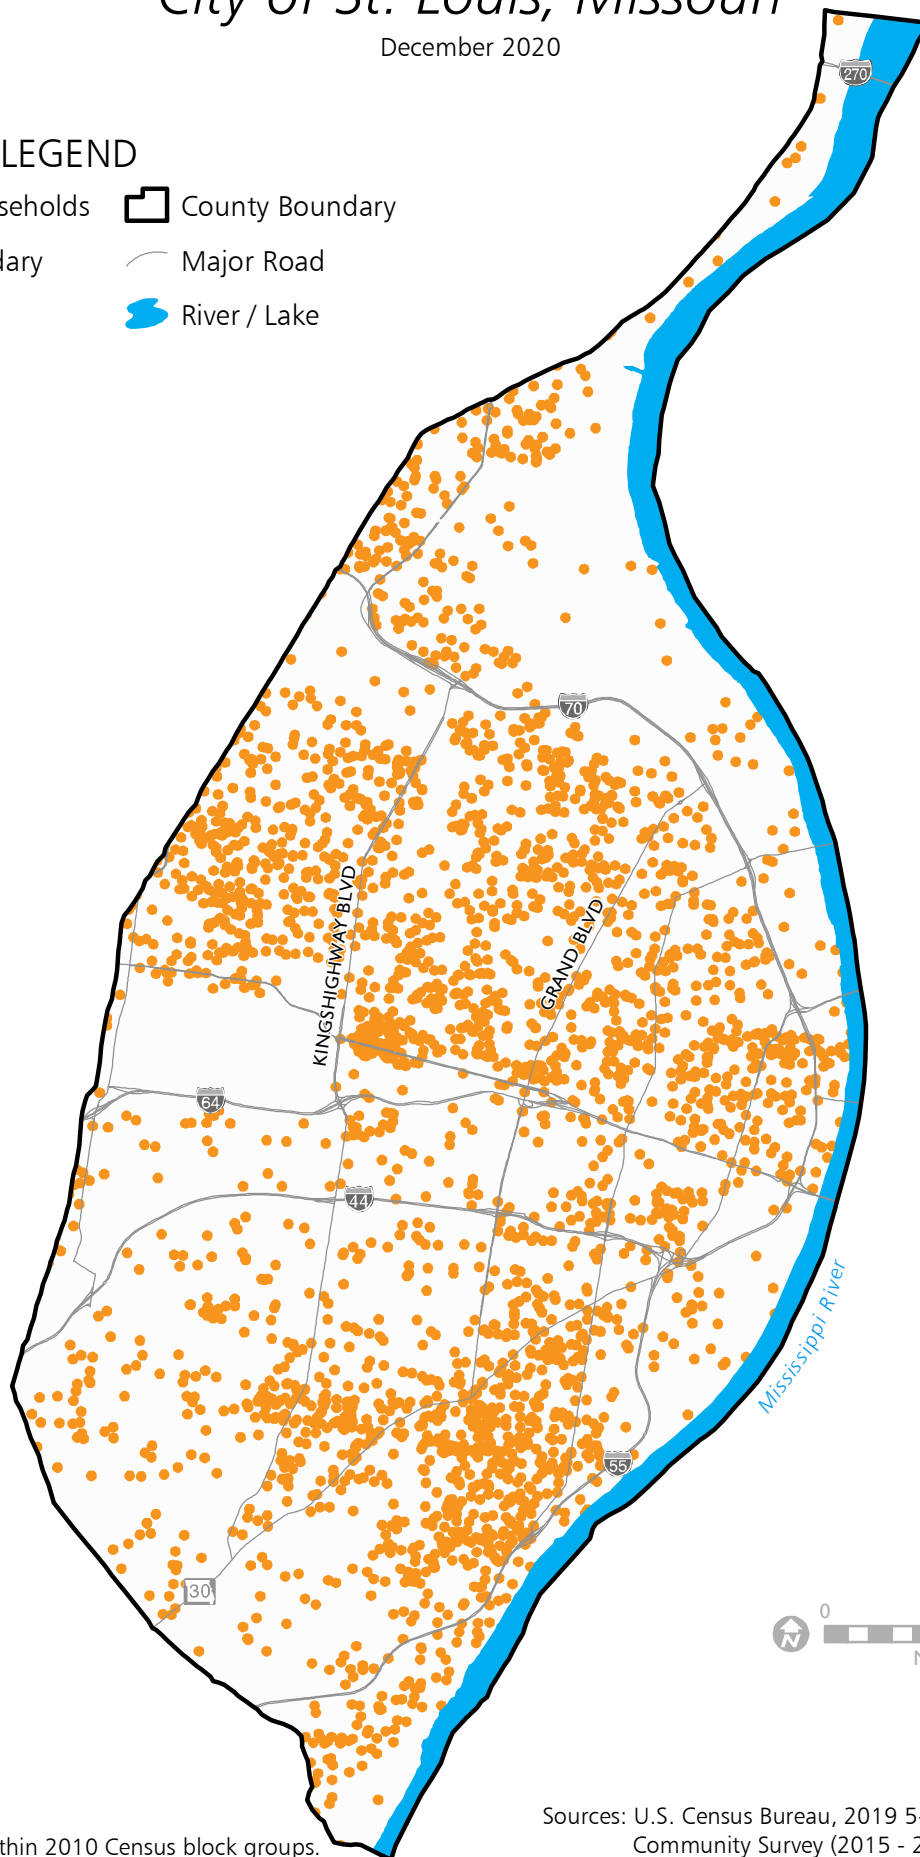 City of St. Louis, Missouri
December 2020
LEGEND
seholds
County Boundary
dary
Major Road
River / Lake
270
70
KINGSHIGHWAY BLVD
GRAND BLVD
64
44
Mississippi River
55
30
N
0
Sources: U.S. Census Bureau, 2019 5-
Community Survey (2015 - 2
thin 2010 Census block groups.